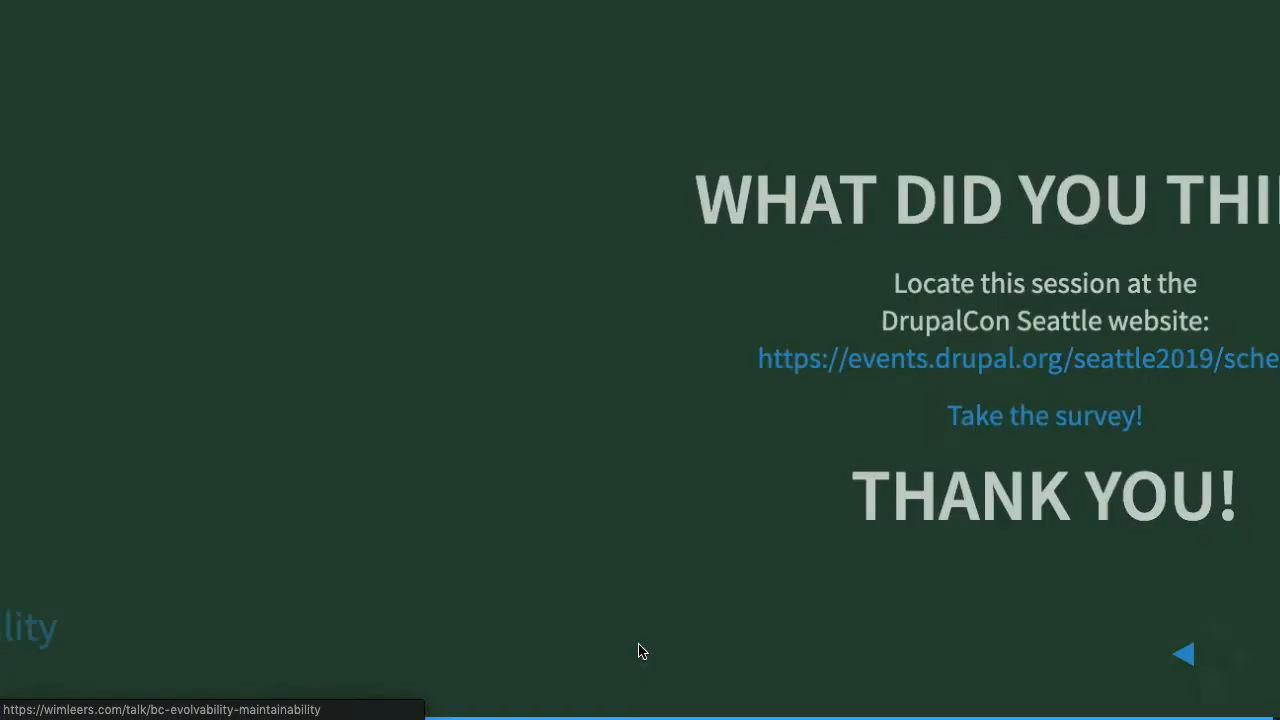 WHAT DID YOU THI
Locate this session at the
DrupalCon Seattle website:
https://events.drupal.org/seattle2019/sche
Take the survey!
THANK YOU!
lity
https://wimleers.com/talk/bc-evolvability-maintainability